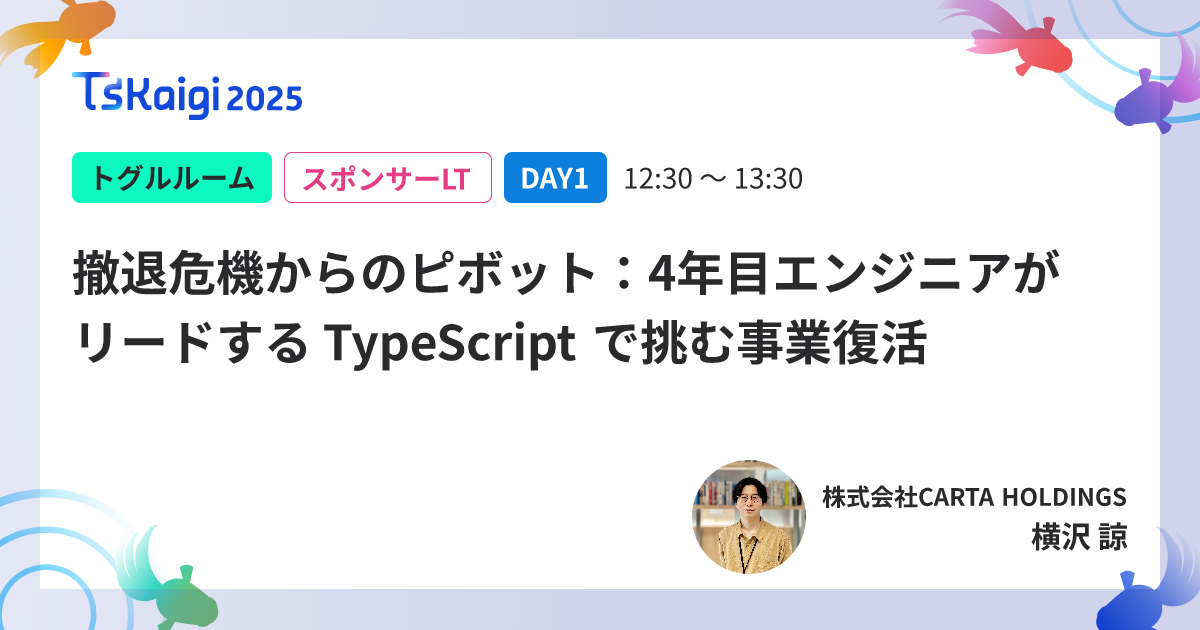 TsKaigi 2025
トグルルーム スポンサーLT DAY1 12:30 〜 13:30
撤退危機からのピボット：4年目エンジニアが
リードする TypeScript で挑む事業復活
株式会社CARTA HOLDINGS
横沢 諒